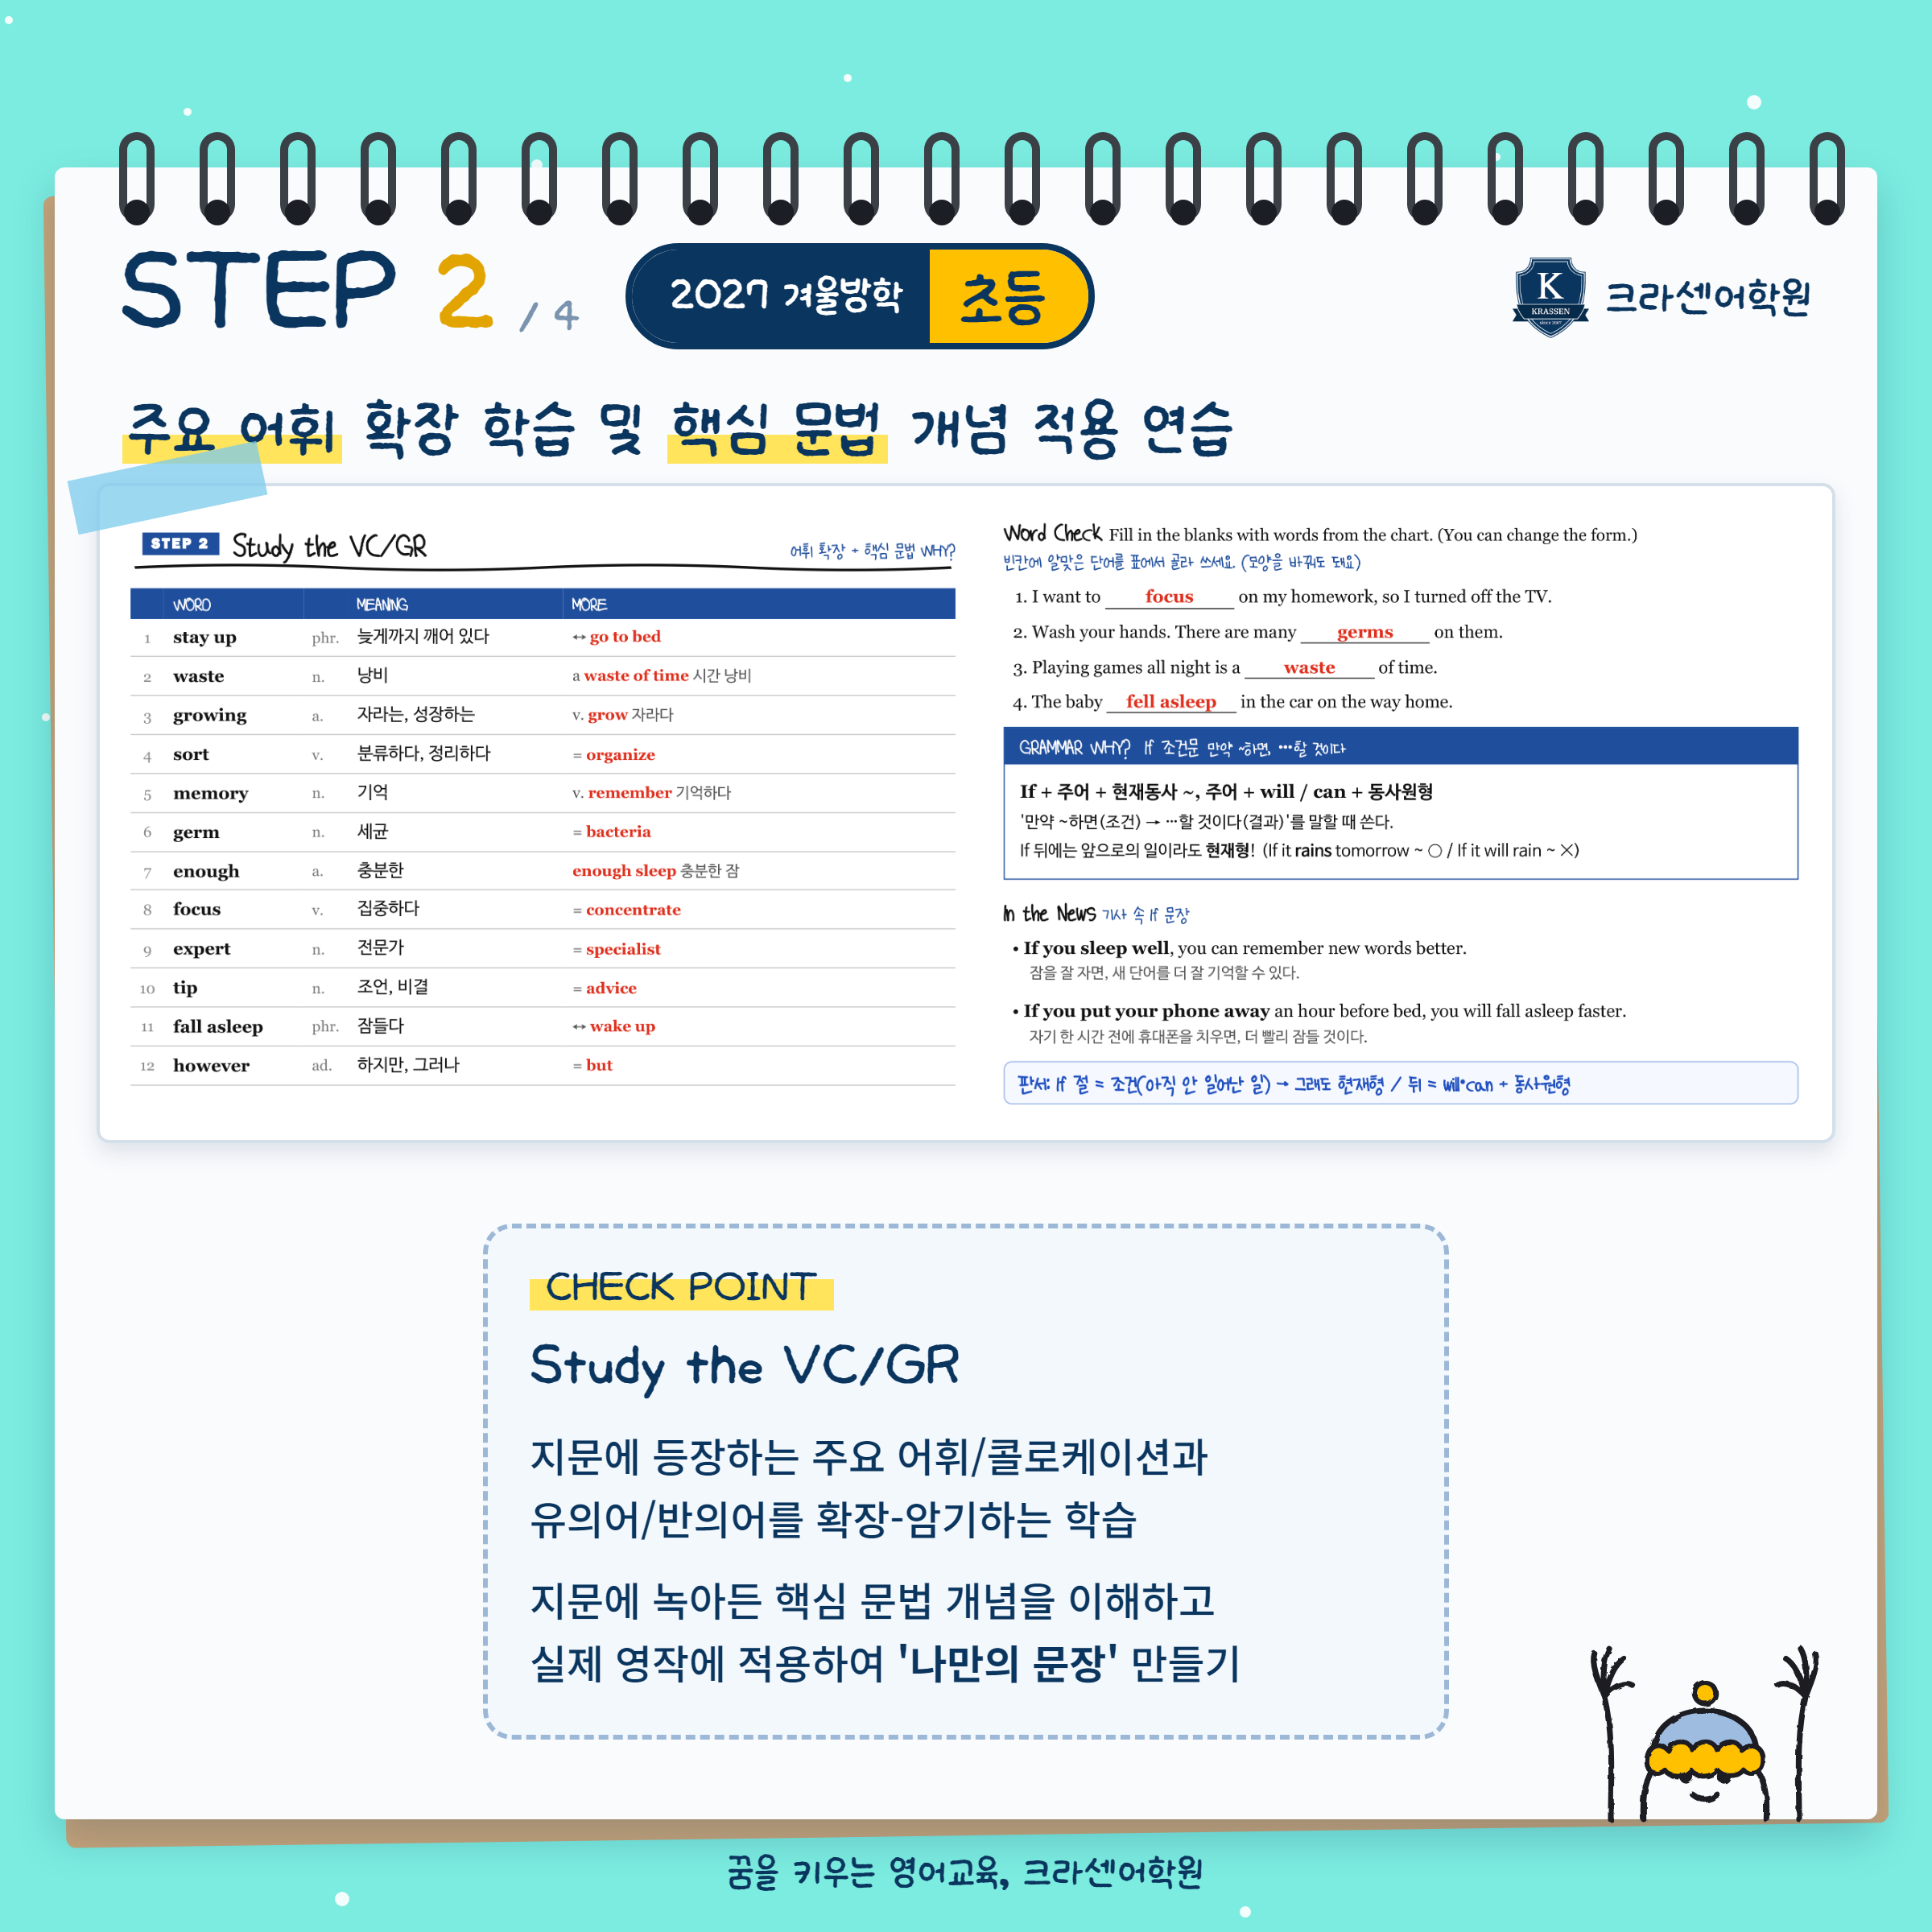 STEP 2 / 4
2027 겨울방학 초등
K
KRASSEN
since 2007
크라센어학원
주요 어휘 확장 학습 및 핵심 문법 개념 적용 연습
STEP 2 Study the VC/GR
어휘 확장 + 핵심 문법 WHY?
WORD MEANING MORE
1 stay up phr. 늦게까지 깨어 있다 ↔ go to bed
2 waste n. 낭비 a waste of time 시간 낭비
3 growing a. 자라는, 성장하는 v. grow 자라다
4 sort v. 분류하다, 정리하다 = organize
5 memory n. 기억 v. remember 기억하다
6 germ n. 세균 = bacteria
7 enough a. 충분한 enough sleep 충분한 잠
8 focus v. 집중하다 = concentrate
9 expert n. 전문가 = specialist
10 tip n. 조언, 비결 = advice
11 fall asleep phr. 잠들다 ↔ wake up
12 however ad. 하지만, 그러나 = but
Word Check Fill in the blanks with words from the chart. (You can change the form.)
빈칸에 알맞은 단어를 표에서 골라 쓰세요. (모양을 바꿔도 돼요)
1. I want to focus on my homework, so I turned off the TV.
2. Wash your hands. There are many germs on them.
3. Playing games all night is a waste of time.
4. The baby fell asleep in the car on the way home.
GRAMMAR WHY? If 조건문 만약 ~하면, …할 것이다
If + 주어 + 현재동사 ~, 주어 + will / can + 동사원형
'만약 ~하면(조건) → …할 것이다(결과)'를 말할 때 쓴다.
If 뒤에는 앞으로의 일이라도 현재형! (If it rains tomorrow ~ ○ / If it will rain ~ ×)
In the News 기사 속 If 문장
• If you sleep well, you can remember new words better.
잠을 잘 자면, 새 단어를 더 잘 기억할 수 있다.
• If you put your phone away an hour before bed, you will fall asleep faster.
자기 한 시간 전에 휴대폰을 치우면, 더 빨리 잠들 것이다.
판서: If 절 = 조건(아직 안 일어난 일) → 그래도 현재형 / 뒤 = will·can + 동사원형
CHECK POINT
Study the VC/GR
지문에 등장하는 주요 어휘/콜로케이션과
유의어/반의어를 확장-암기하는 학습
지문에 녹아든 핵심 문법 개념을 이해하고
실제 영작에 적용하여 '나만의 문장' 만들기
꿈을 키우는 영어교육, 크라센어학원